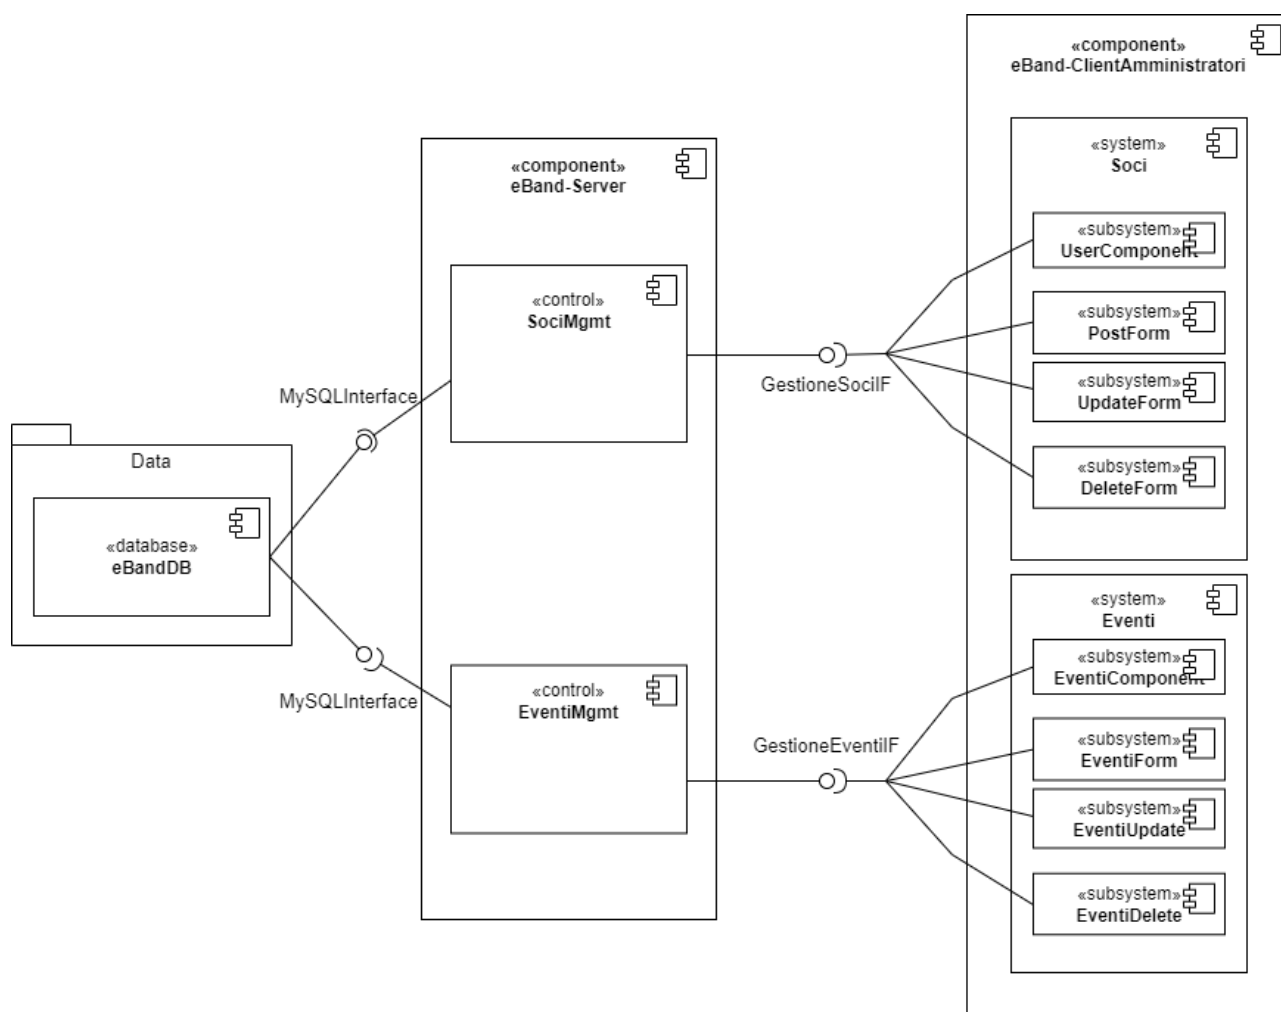 «component»
eBand-ClientAmministratori
«system»
Soci
«subsystem»
UserComponent
«subsystem»
PostForm
«subsystem»
UpdateForm
«subsystem»
DeleteForm
«component»
eBand-Server
«control»
SociMgmt
GestioneSociIF
MySQLInterface
Data
«database»
eBandDB
MySQLInterface
«control»
EventiMgmt
GestioneEventiIF
«system»
Eventi
«subsystem»
EventiComponent
«subsystem»
EventiForm
«subsystem»
EventiUpdate
«subsystem»
EventiDelete